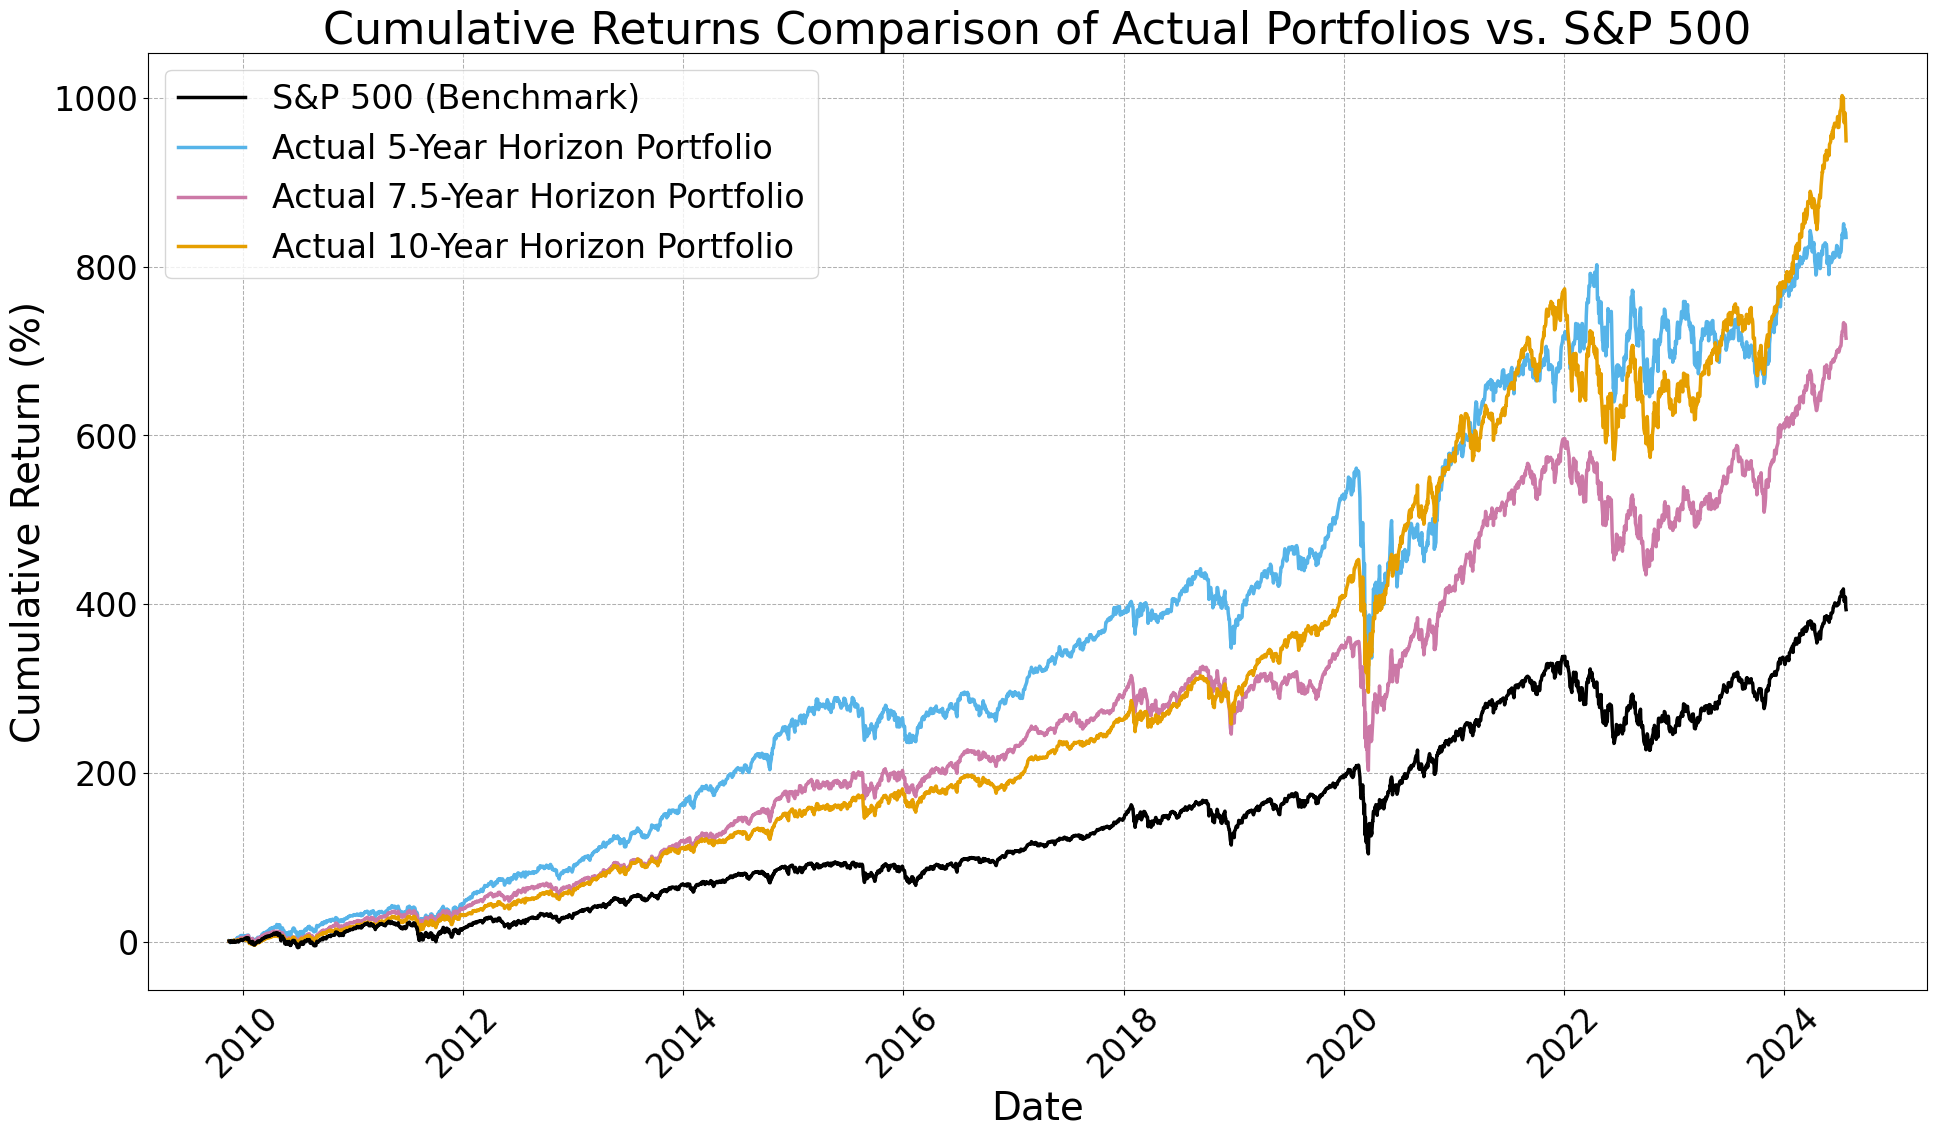 Cumulative Returns Comparison of Actual Portfolios vs. S&P 500
S&P 500 (Benchmark)
Actual 5-Year Horizon Portfolio
Actual 7.5-Year Horizon Portfolio
Actual 10-Year Horizon Portfolio
Cumulative Return (%)
1000
800
600
400
200
0
2010
2012
2014
2016
2018
2020
2022
2024
Date